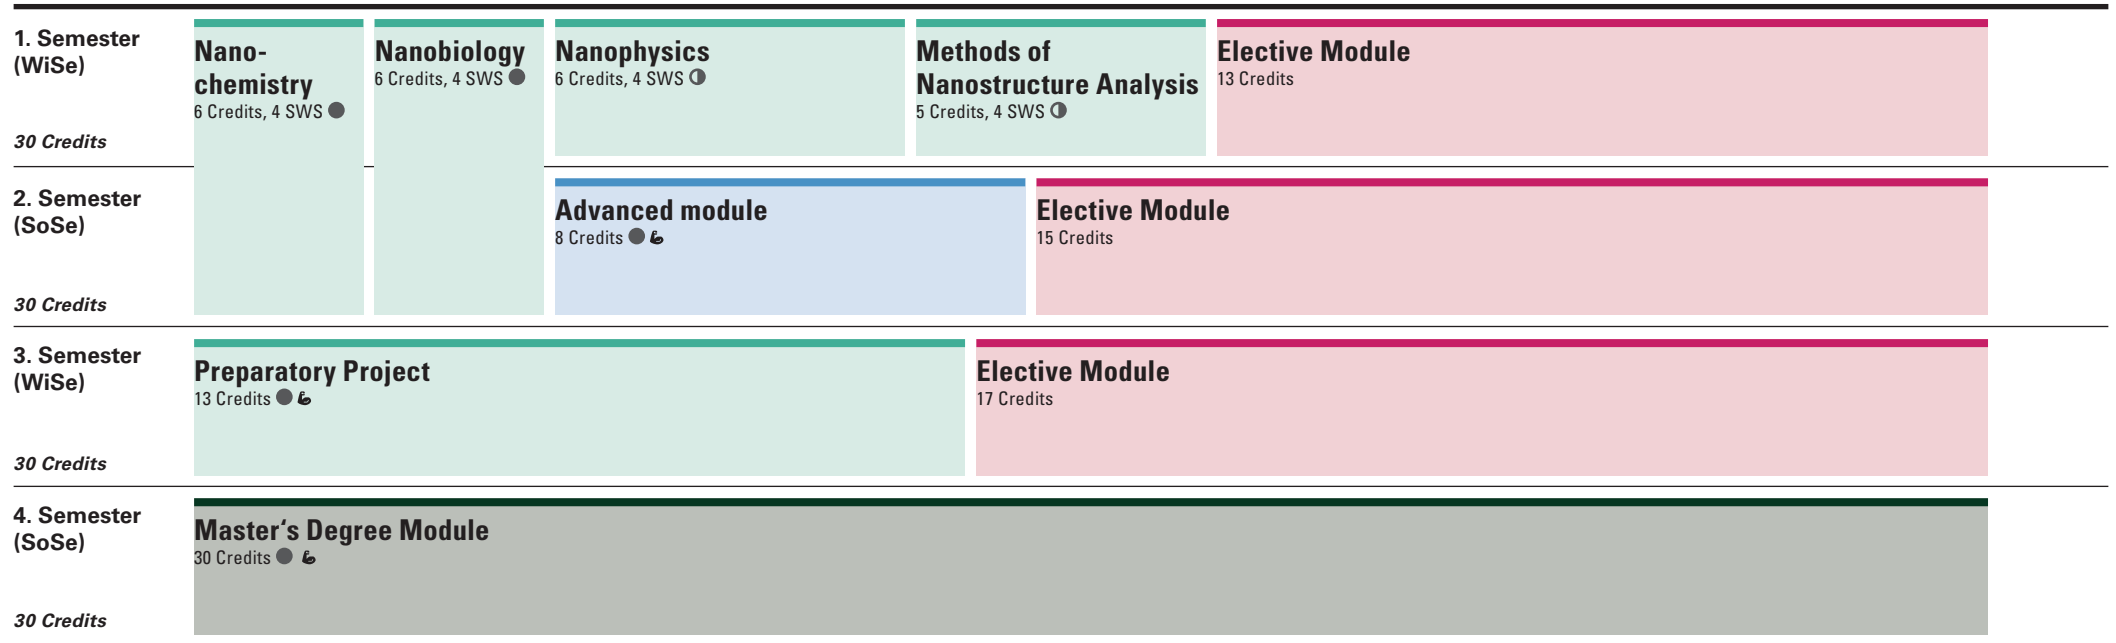 1. Semester
(WiSe)
30 Credits
Nano-
chemistry
6 Credits, 4 SWS
Nanobiology
6 Credits, 4 SWS
Nanophysics
6 Credits, 4 SWS
Methods of
Nanostructure Analysis
5 Credits, 4 SWS
Elective Module
13 Credits
2. Semester
(SoSe)
30 Credits
Advanced module
8 Credits
Elective Module
15 Credits
3. Semester
(WiSe)
30 Credits
Preparatory Project
13 Credits
Elective Module
17 Credits
4. Semester
(SoSe)
30 Credits
Master‘s Degree Module
30 Credits